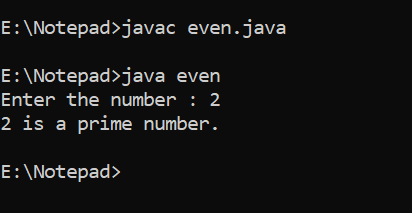 E:\Notepad>javac even.java
E:\Notepad>java even
Enter the number : 2
2 is a prime number.
E:\Notepad>